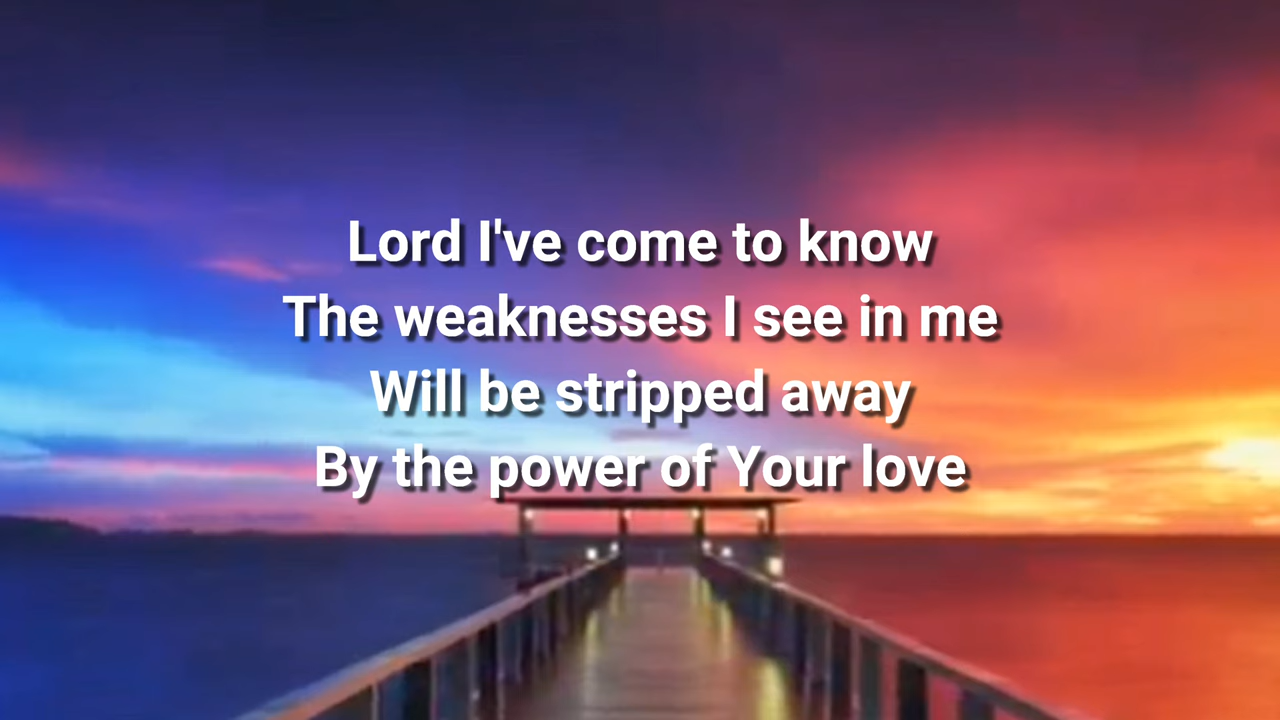 Lord I've come to know
The weaknesses I see in me
Will be stripped away
By the power of Your love